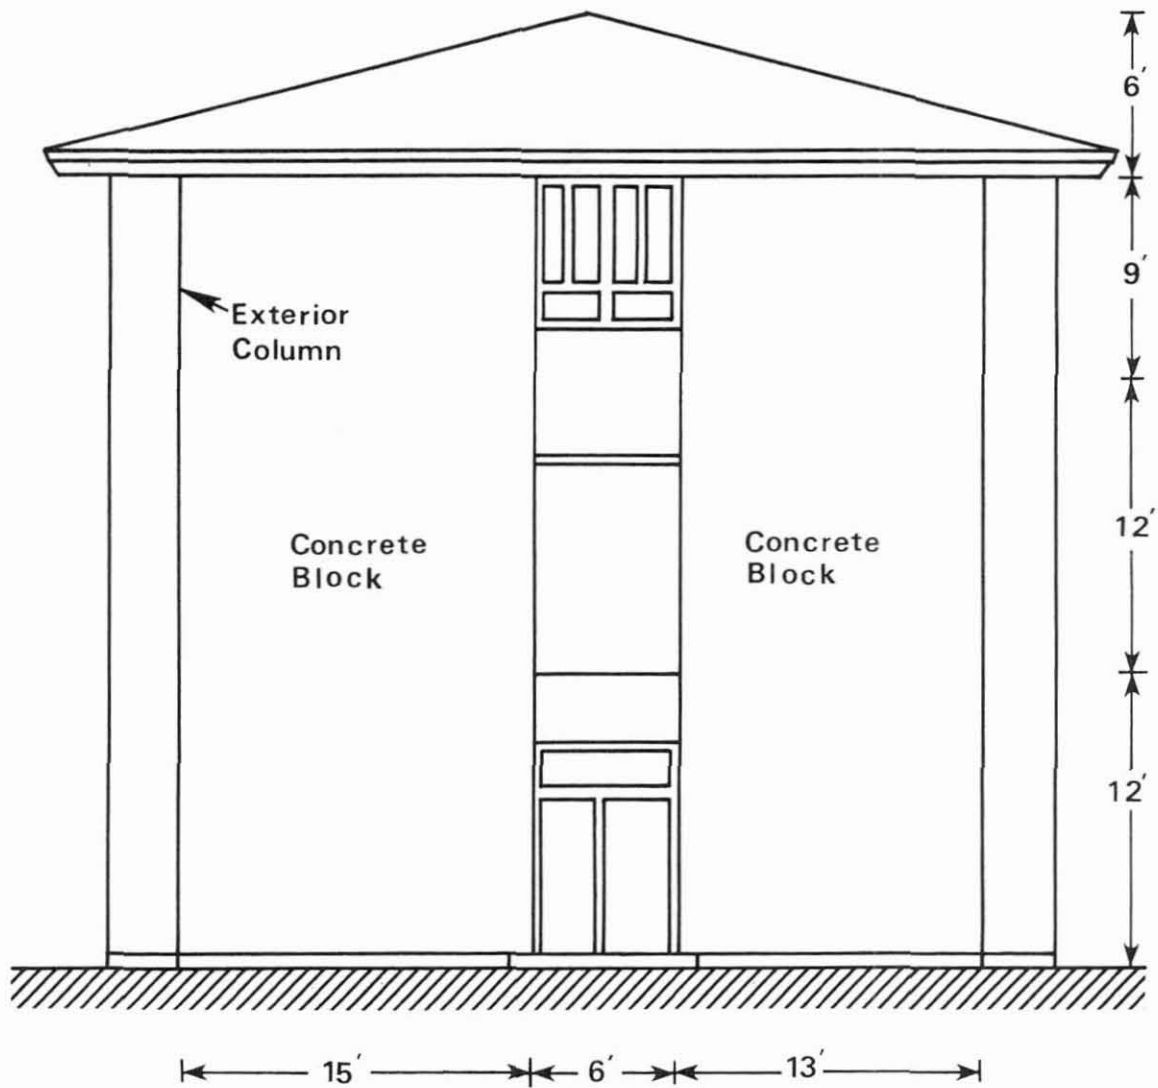 6'
9'
Exterior
Column
12'
Concrete
Block
Concrete
Block
12'
15'
6'
13'